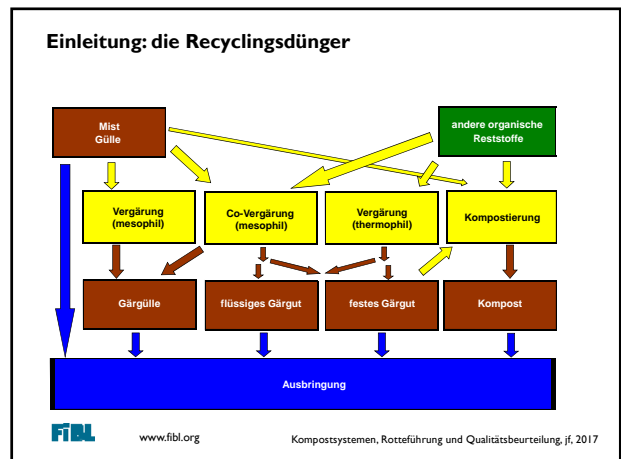 Einleitung: die Recyclingsdünger
Mist
Gülle
andere organische
Reststoffe
Vergärung
(mesophil)
Co-Vergärung
(mesophil)
Vergärung
(thermophil)
Kompostierung
Gärgülle
flüssiges Gärgut
festes Gärgut
Kompost
Ausbringung
FiBL
www.fibl.org
Kompostsystemen, Rotteführung und Qualitätsbeurteilung, jf, 2017